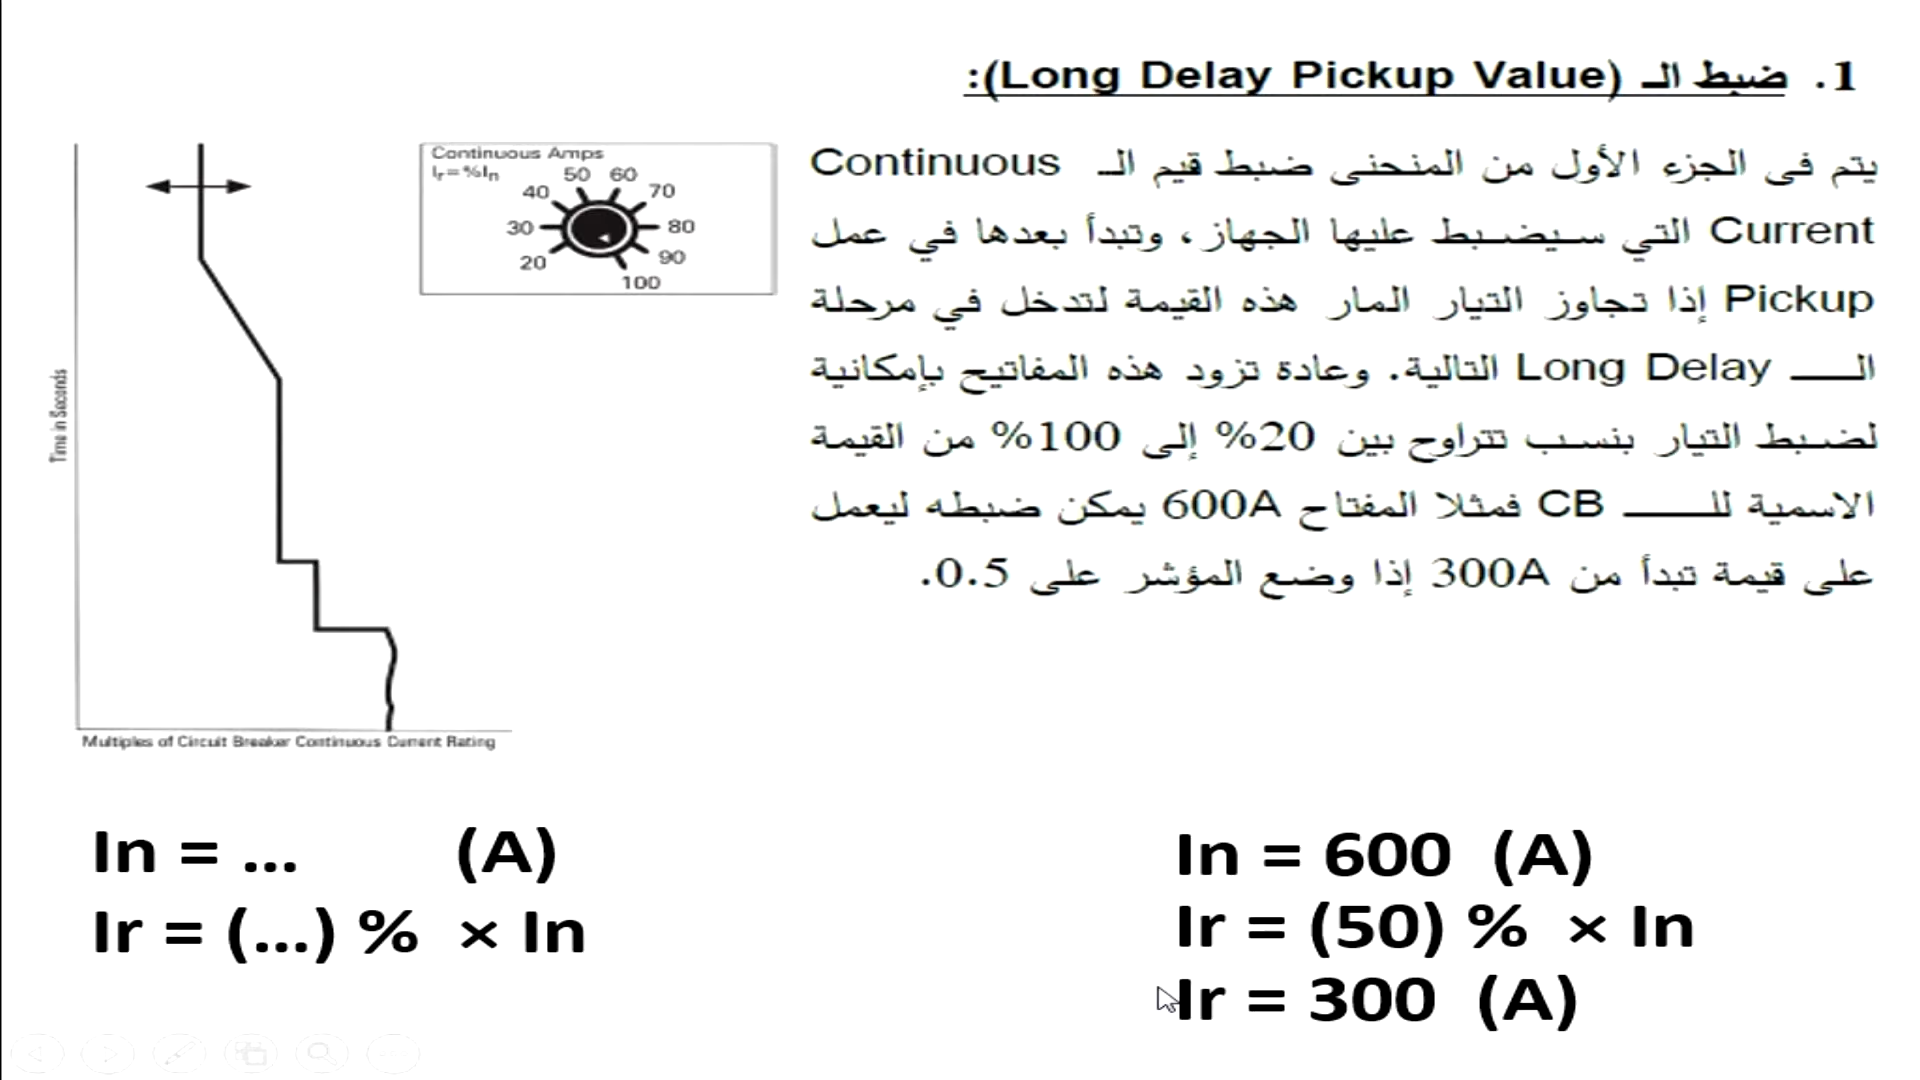 1. ضبط الـ (Long Delay Pickup Value):
يتم فى الجزء الأول من المنحنى ضبط قيم الـ Continuous
Current التي سيضبط عليها الجهاز، وتبدأ بعدها في عمل
Pickup إذا تجاوز التيار المار هذه القيمة لتدخل في مرحلة
الـ Long Delay التالية. وعادة تزود هذه المفاتيح بإمكانية
لضبط التيار بنسب تتراوح بين 20% إلى 100% من القيمة
الاسمية للـ CB فمثلا المفتاح 600A يمكن ضبطه ليعمل
على قيمة تبدأ من 300A إذا وضع المؤشر على 0.5.
Continuous Amps
Ir=%In
20
30
40
50
60
70
80
90
100
Time in Seconds
Multiples of Circuit Breaker Continuous Current Rating
In = ... (A)
Ir = (...) % × In
In = 600 (A)
Ir = (50) % × In
Ir = 300 (A)